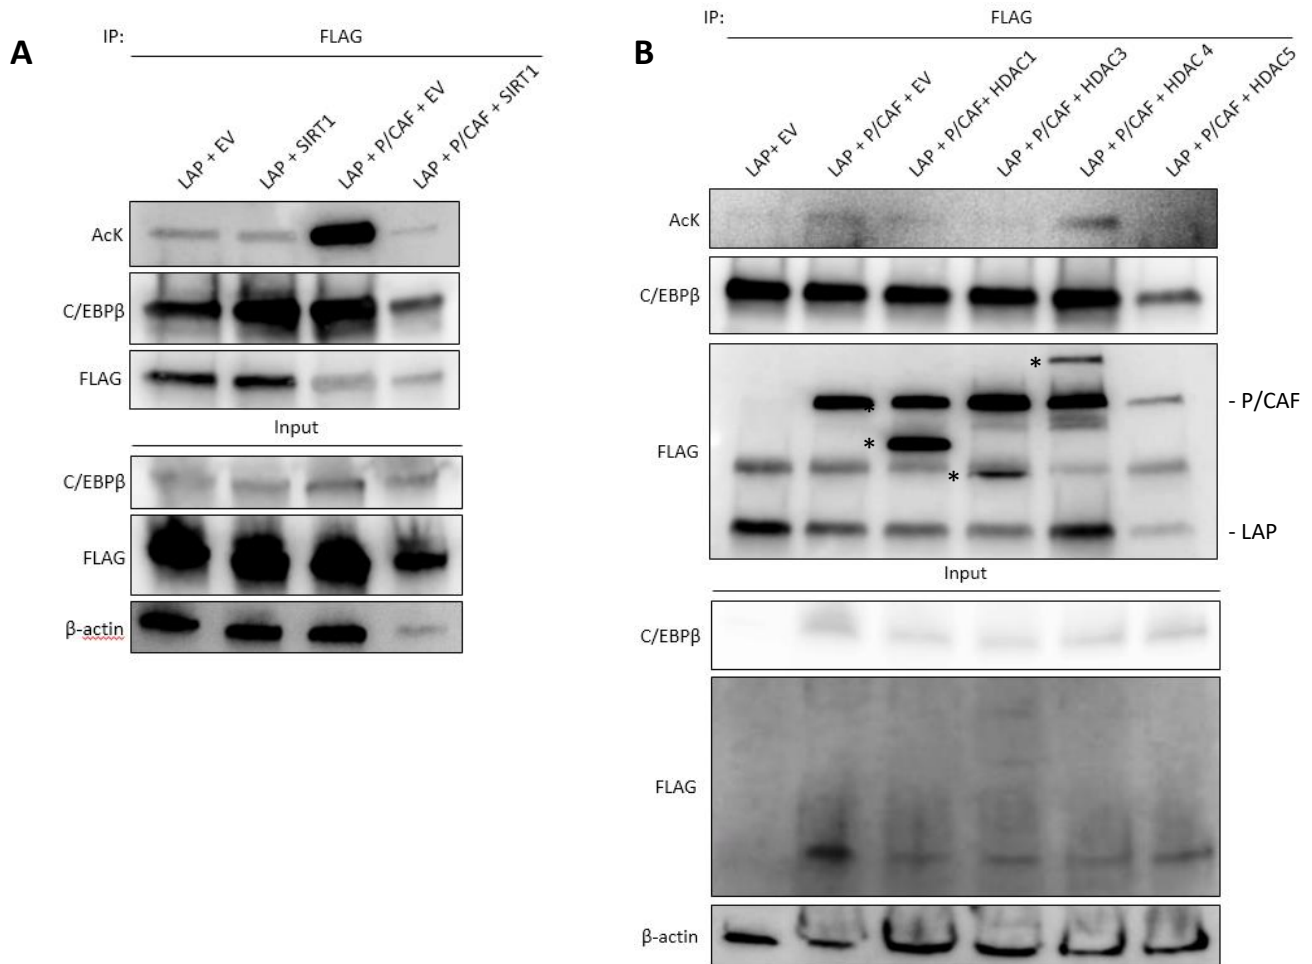 A
IP:
FLAG
LAP + EV
LAP + SIRT1
LAP + P/CAF + EV
LAP + P/CAF + SIRT1
AcK
C/EBPβ
FLAG
Input
C/EBPβ
FLAG
β-actin
B
IP:
FLAG
LAP+ EV
LAP + P/CAF + EV
LAP + P/CAF+ HDAC1
LAP + P/CAF + HDAC3
LAP + P/CAF + HDAC 4
LAP + P/CAF + HDAC5
AcK
C/EBPβ
*
- P/CAF
*
*
FLAG
*
- LAP
Input
C/EBPβ
FLAG
β-actin